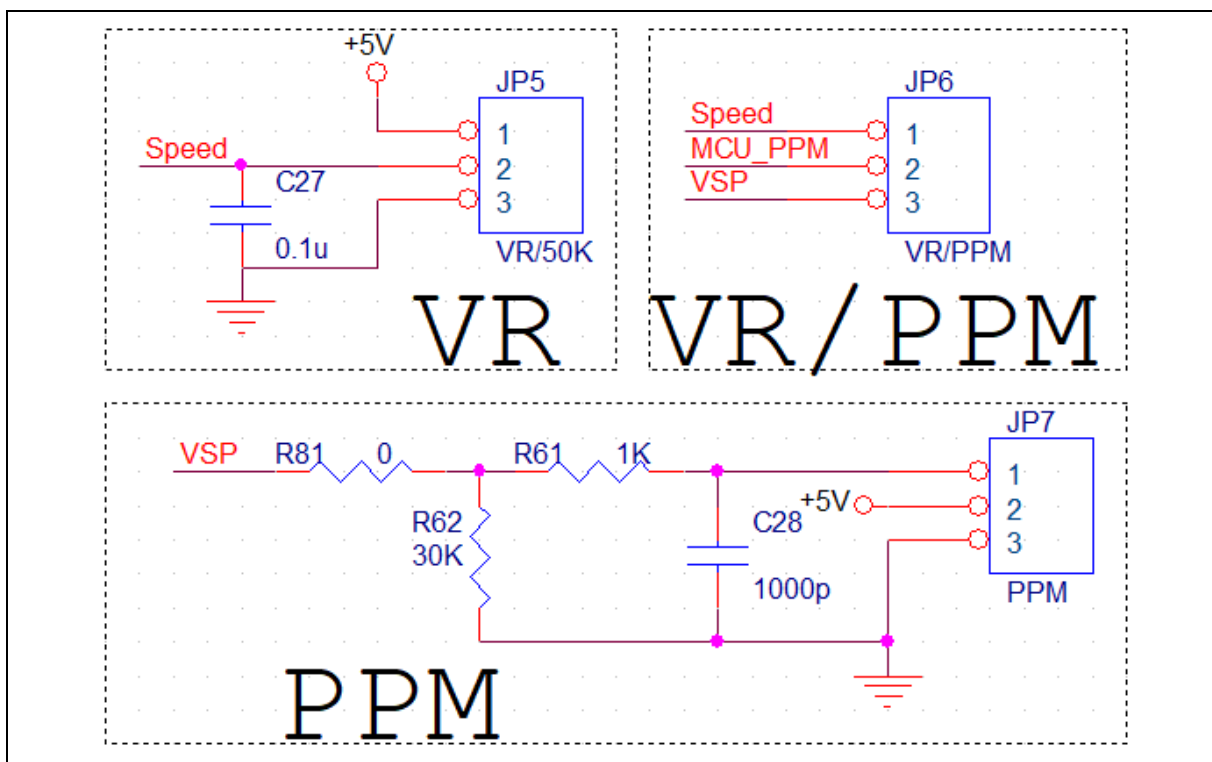 +5V
JP5
Speed
1
2
3
C27
0.1u
VR/50K
VR
JP6
Speed
1
MCU_PPM
2
VSP
3
VR/PPM
VR/PPM
JP7
VSP
R81 0
R61 1K
1
+5V
2
3
R62
30K
C28
1000p
PPM
PPM